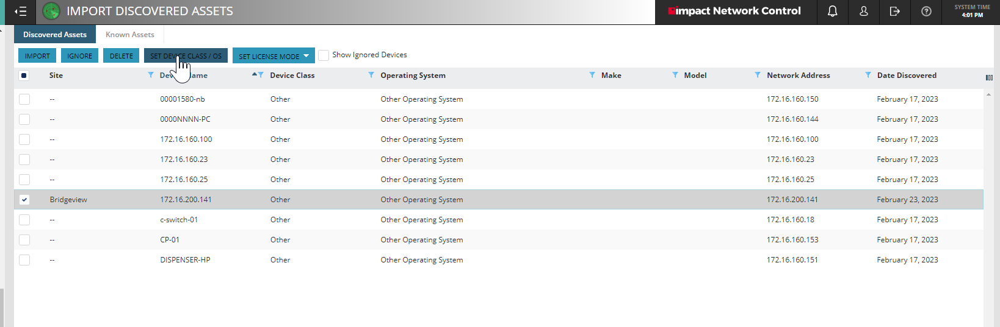 IMPORT DISCOVERED ASSETS
impact Network Control
SYSTEM TIME
4:01 PM
Discovered Assets Known Assets
IMPORT IGNORE DELETE SET DEVICE CLASS / OS SET LICENSE MODE Show Ignored Devices
Site Device Class Operating System Make Model Network Address Date Discovered
-- 00001580-nb Other Other Operating System 172.16.160.150 February 17, 2023
-- 0000NNNN-PC Other Other Operating System 172.16.160.144 February 17, 2023
-- 172.16.160.100 Other Other Operating System 172.16.160.100 February 17, 2023
-- 172.16.160.23 Other Other Operating System 172.16.160.23 February 17, 2023
-- 172.16.160.25 Other Other Operating System 172.16.160.25 February 17, 2023
Bridgeview 172.16.200.141 Other Other Operating System 172.16.200.141 February 23, 2023
-- c-switch-01 Other Other Operating System 172.16.160.18 February 17, 2023
-- CP-01 Other Other Operating System 172.16.160.153 February 17, 2023
-- DISPENSER-HP Other Other Operating System 172.16.160.151 February 17, 2023